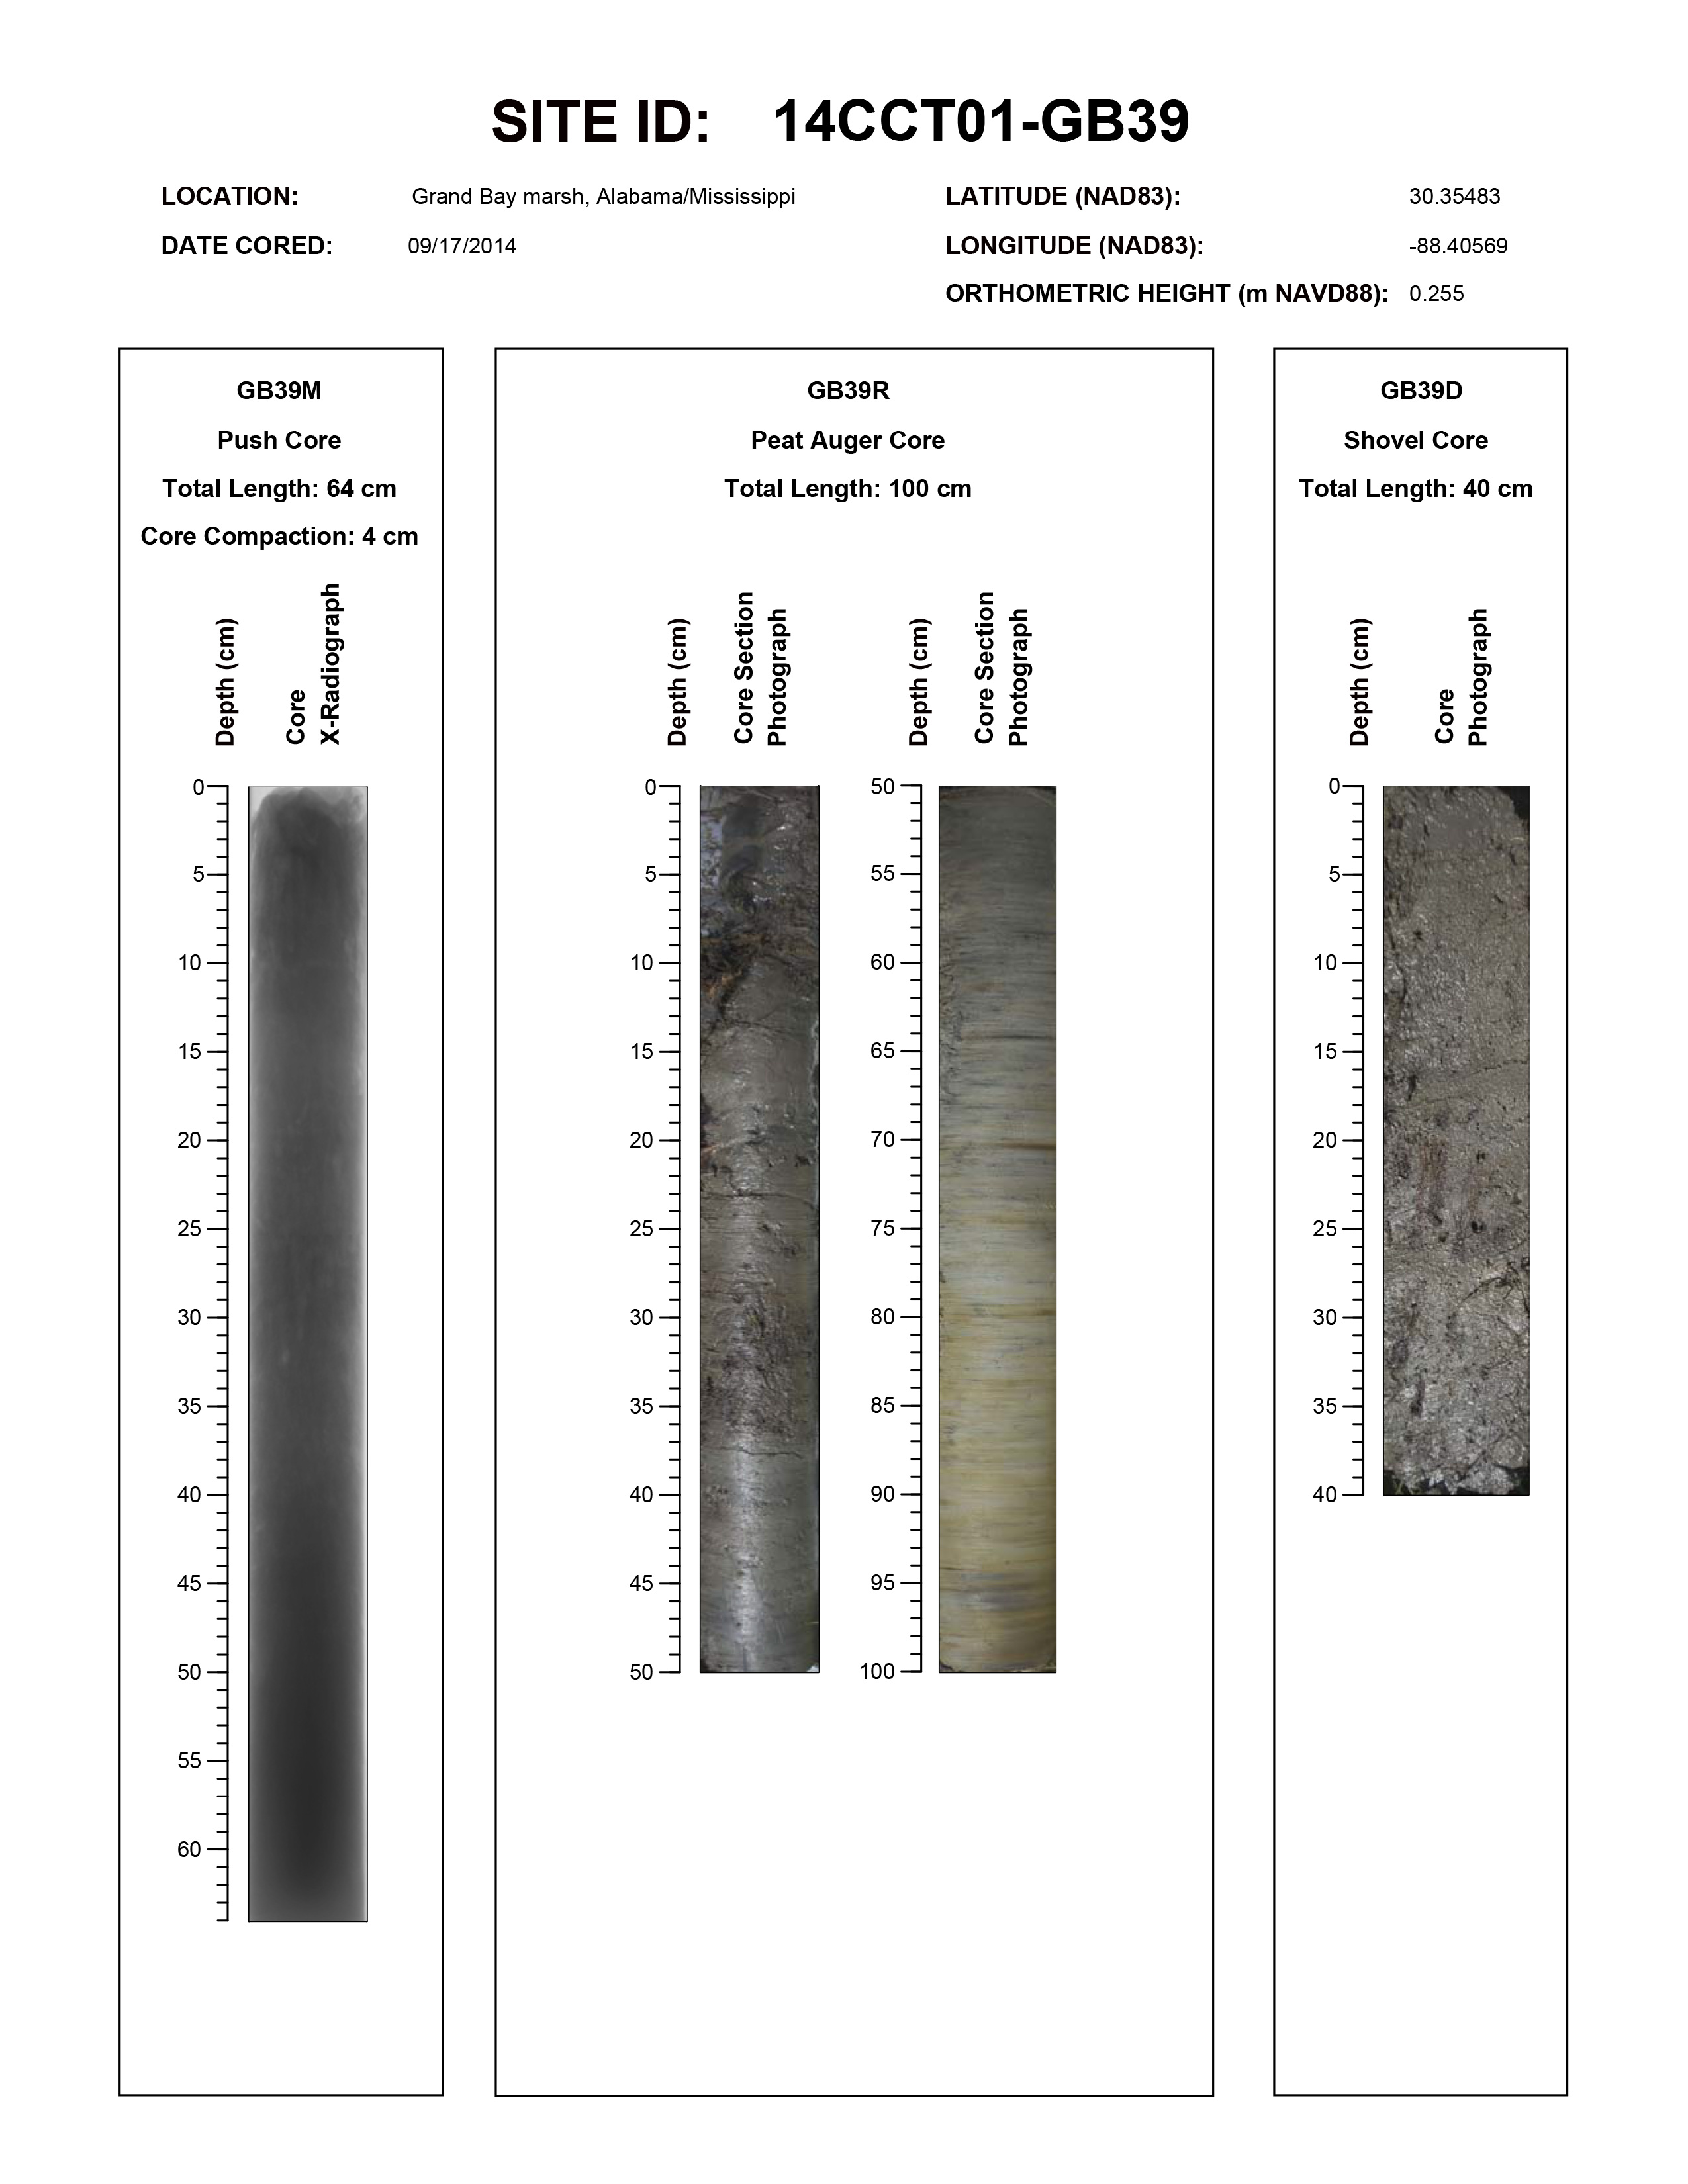 SITE ID: 14CCT01-GB39
LOCATION: Grand Bay marsh, Alabama/Mississippi
LATITUDE (NAD83): 30.35483
DATE CORED: 09/17/2014
LONGITUDE (NAD83): -88.40569
ORTHOMETRIC HEIGHT (m NAVD88): 0.255
GB39M
Push Core
Total Length: 64 cm
Core Compaction: 4 cm
Depth (cm)
Core
X-Radiograph
0
5
10
15
20
25
30
35
40
45
50
55
60
GB39R
Peat Auger Core
Total Length: 100 cm
Depth (cm)
Core Section
Photograph
0
5
10
15
20
25
30
35
40
45
50
Depth (cm)
Core Section
Photograph
50
55
60
65
70
75
80
85
90
95
100
GB39D
Shovel Core
Total Length: 40 cm
Depth (cm)
Core
Photograph
0
5
10
15
20
25
30
35
40